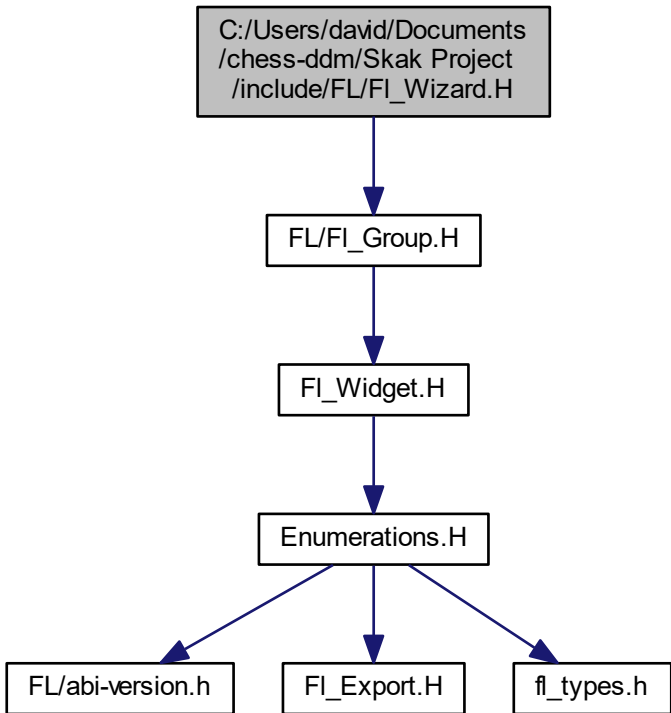 C:/Users/david/Documents
/chess-ddm/Skak Project
/include/FL/Fl_Wizard.H
FL/Fl_Group.H
Fl_Widget.H
Enumerations.H
FL/abi-version.h
Fl_Export.H
fl_types.h